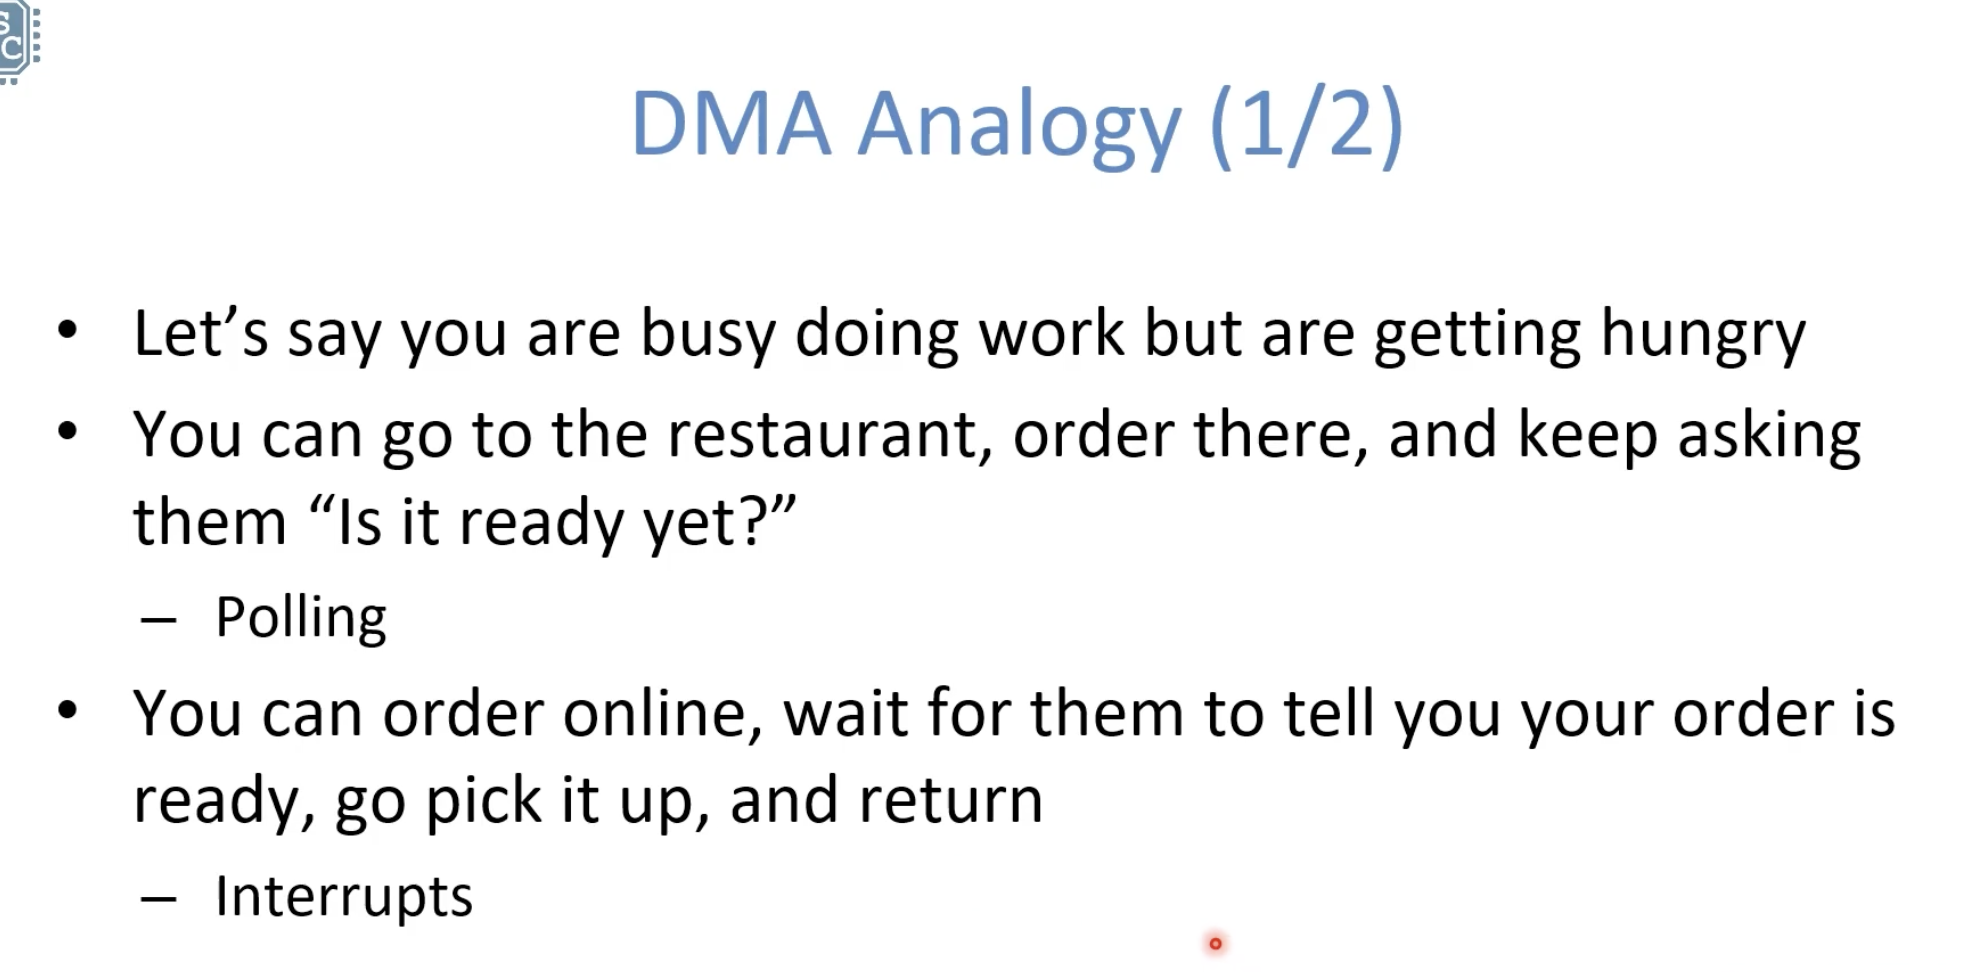 S
C
DMA Analogy (1/2)
• Let’s say you are busy doing work but are getting hungry
• You can go to the restaurant, order there, and keep asking
them “Is it ready yet?”
– Polling
• You can order online, wait for them to tell you your order is
ready, go pick it up, and return
– Interrupts